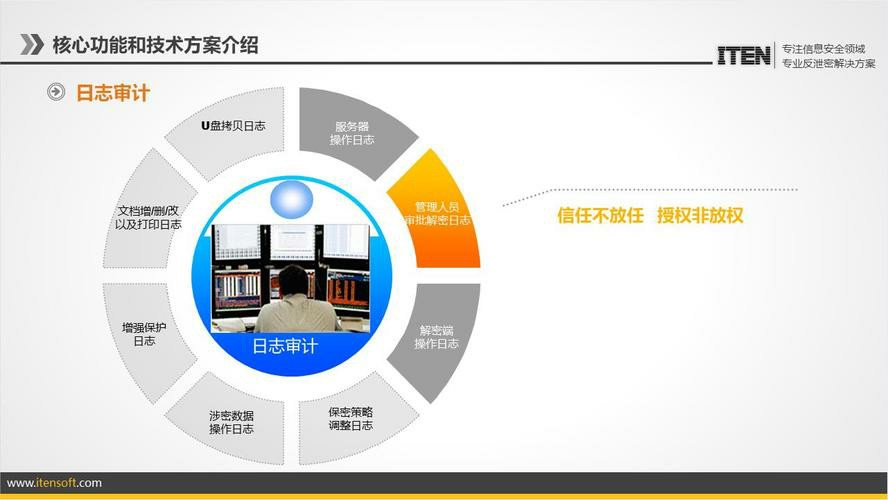 核心功能和技术方案介绍
ITEN
专注信息安全领域
专业反泄密解决方案
日志审计
U盘拷贝日志
服务器
操作日志
文档增/删/改
以及打印日志
管理人员
审批解密日志
信任不放任 授权非放权
增强保护
日志
解密端
操作日志
日志审计
涉密数据
操作日志
保密策略
调整日志
www.itensoft.com